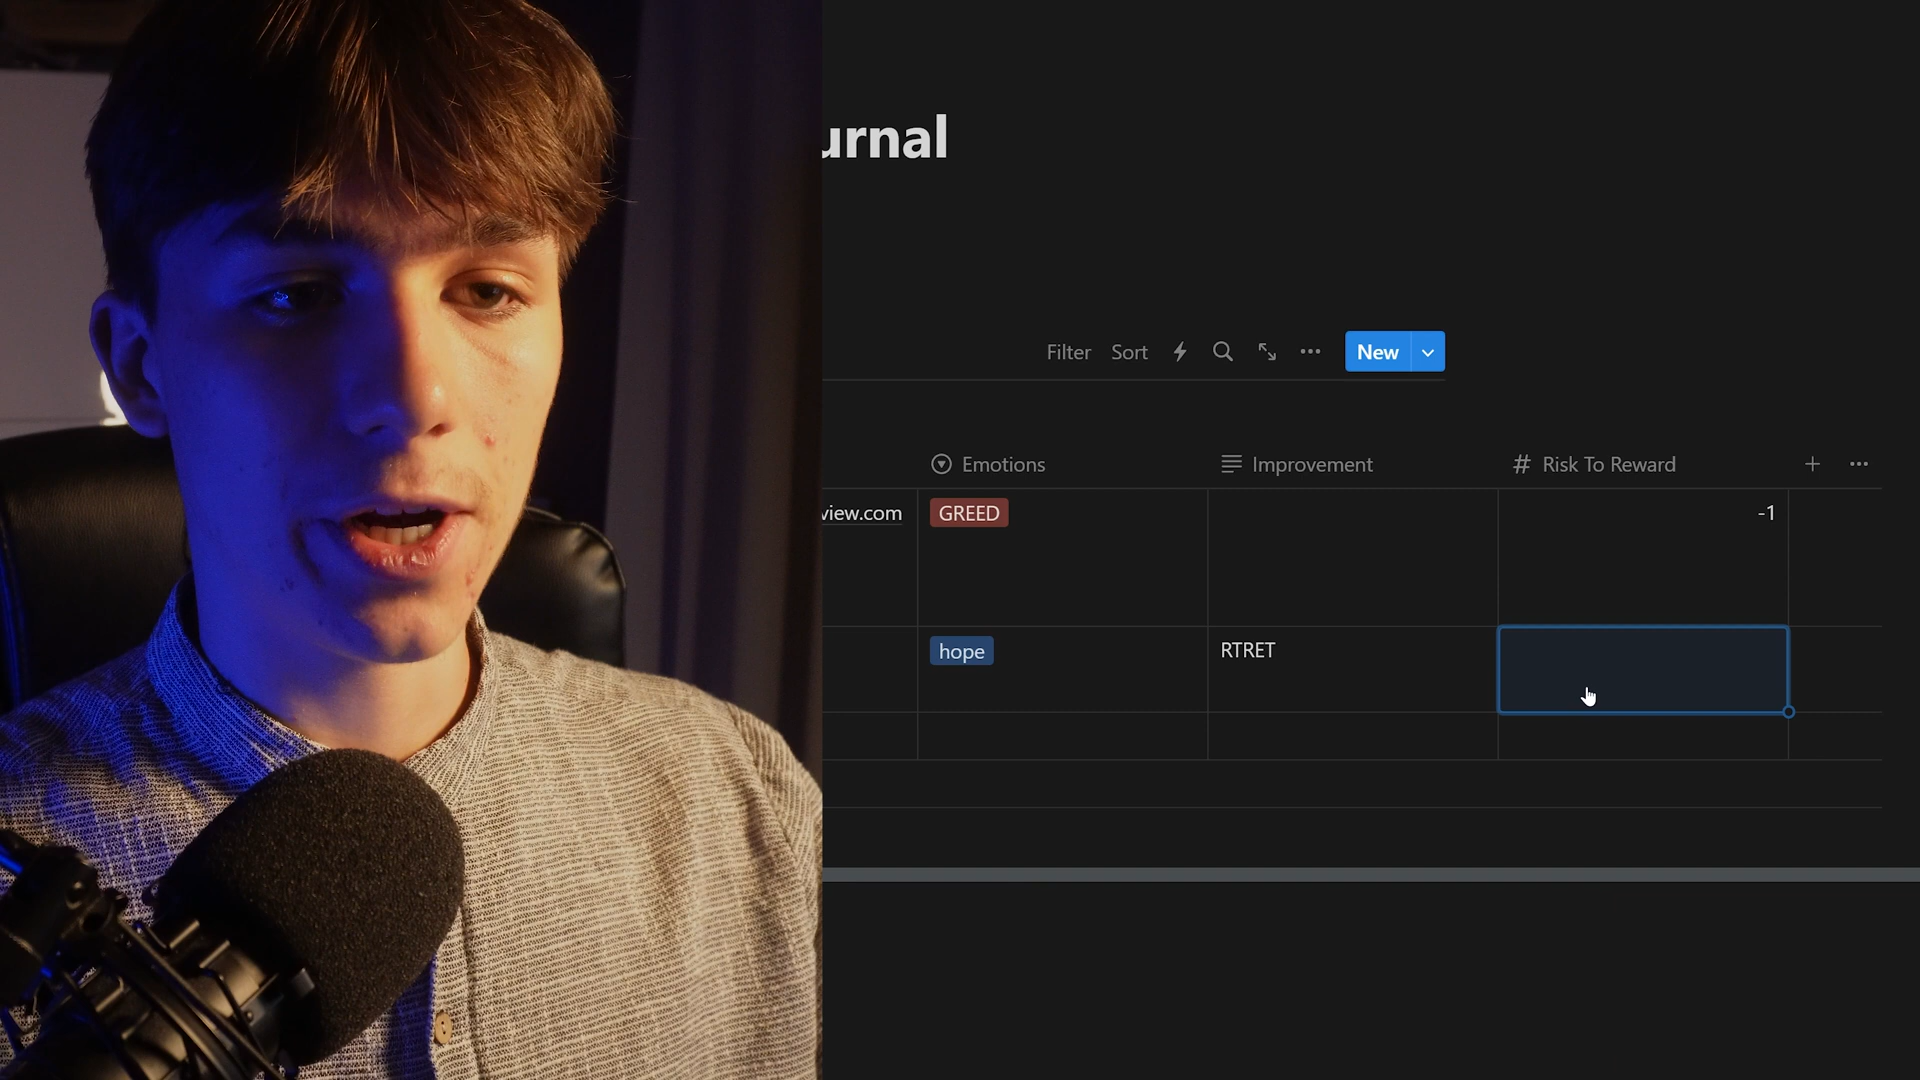 urnal
Filter Sort New
Emotions Improvement Risk To Reward
view.com GREED -1
hope RTRET